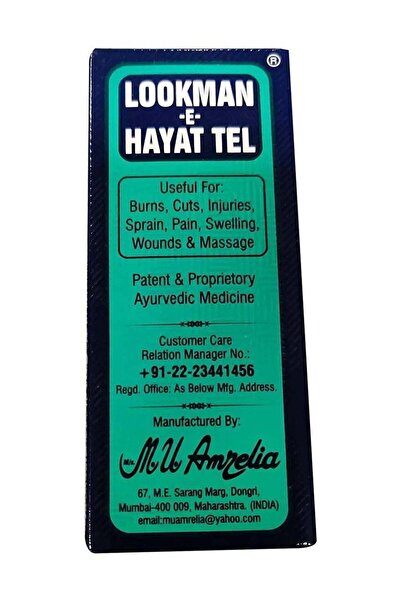 ®
LOOKMAN
-E-
HAYAT TEL
Useful For:
Burns, Cuts, Injuries,
Sprain, Pain, Swelling,
Wounds & Massage
Patent & Proprietory
Ayurvedic Medicine
Customer Care
Relation Manager No.:
+91-22-23441456
Regd. Office: As Below Mfg. Address.
Manufactured By:
M/s. M U Amrelia
67, M.E. Sarang Marg, Dongri,
Mumbai-400 009, Maharashtra. (INDIA)
email:muamrelia@yahoo.com